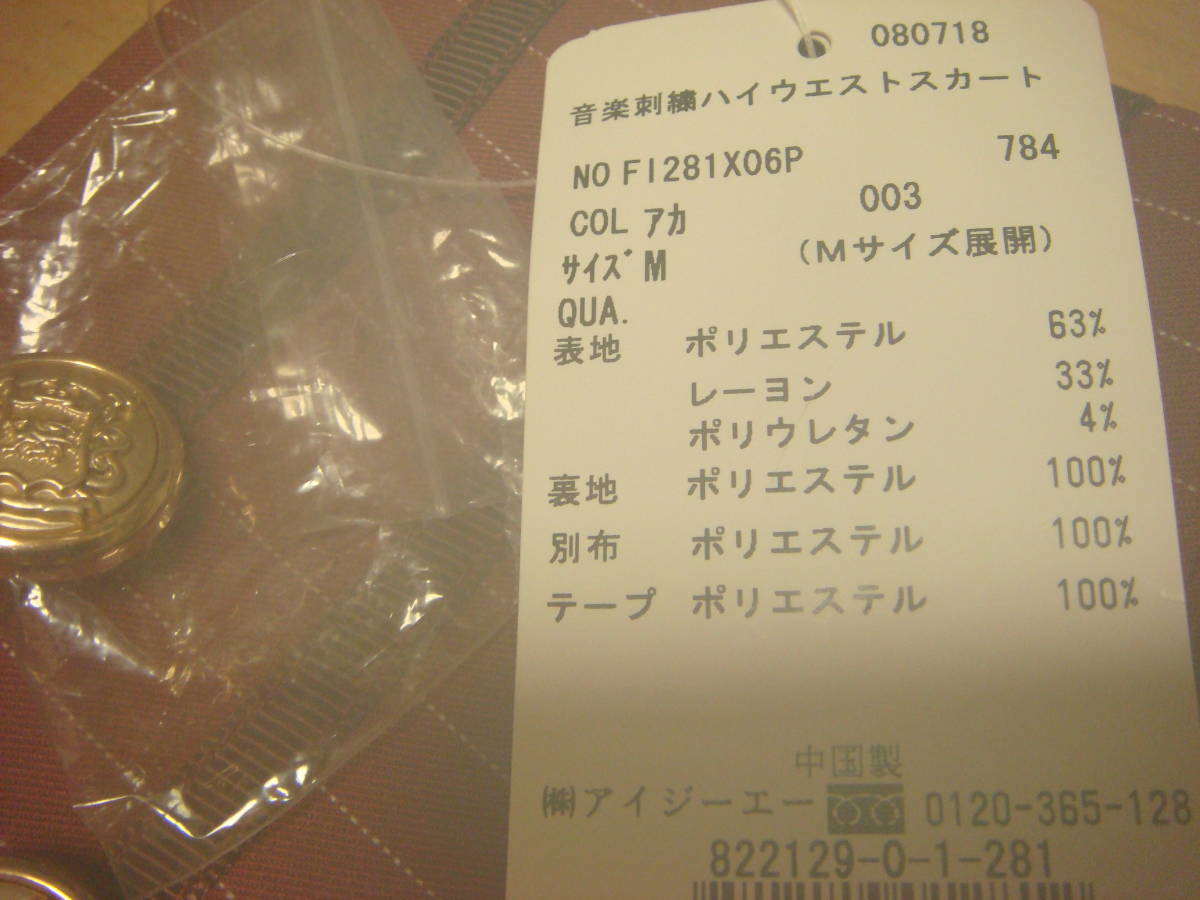 080718
音楽刺繍ハイウエストスカート
NO FI281X06P 784
COL アカ 003
サイズ M (Mサイズ展開)
QUA.
表地 ポリエステル 63%
レーヨン 33%
ポリウレタン 4%
裏地 ポリエステル 100%
別布 ポリエステル 100%
テープ ポリエステル 100%
中国製
㈱アイジーエー 0120-365-128
822129-0-1-281